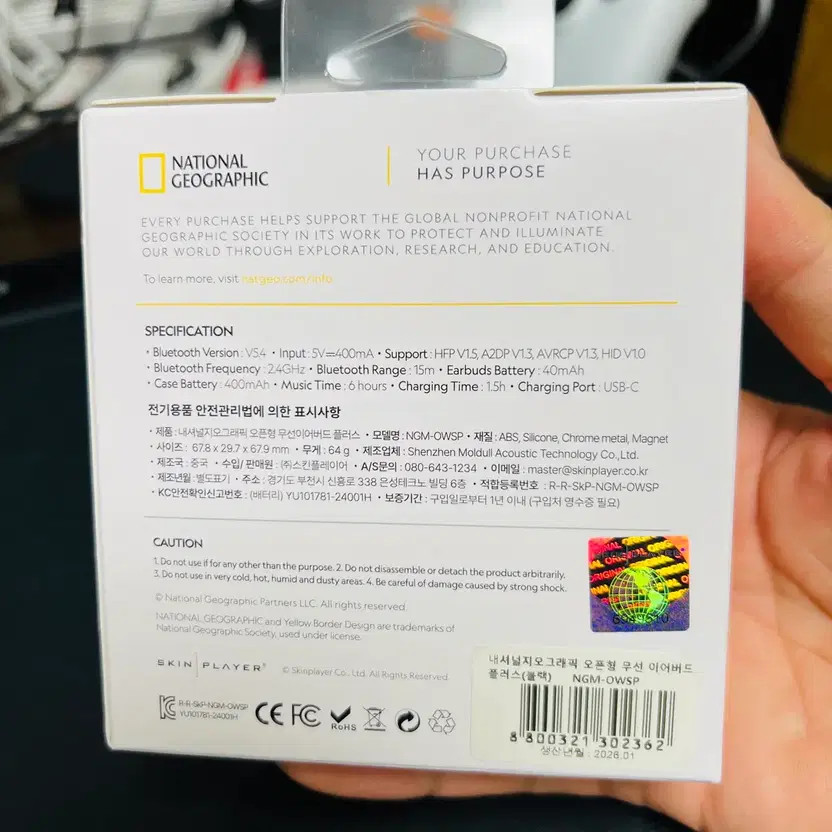 NATIONAL
GEOGRAPHIC
YOUR PURCHASE
HAS PURPOSE
EVERY PURCHASE HELPS SUPPORT THE GLOBAL NONPROFIT NATIONAL
GEOGRAPHIC SOCIETY IN ITS WORK TO PROTECT AND ILLUMINATE
OUR WORLD THROUGH EXPLORATION, RESEARCH, AND EDUCATION.
To learn more, visit natgeo.com/info
SPECIFICATION
• Bluetooth Version : V5.4 • Input : 5V⎓400mA • Support : HFP V1.5, A2DP V1.3, AVRCP V1.3, HID V1.0
• Bluetooth Frequency : 2.4GHz • Bluetooth Range : 15m • Earbuds Battery : 40mAh
• Case Battery : 400mAh • Music Time : 6 hours • Charging Time : 1.5h • Charging Port : USB-C
전기용품 안전관리법에 의한 표시사항
• 제품 : 내셔널지오그래픽 오픈형 무선이어버드 플러스 • 모델명 : NGM-OWSP • 재질 : ABS, Silicone, Chrome metal, Magnet
• 사이즈 : 67.8 x 29.7 x 67.9 mm • 무게 : 64 g • 제조업체 : Shenzhen Moldull Acoustic Technology Co., Ltd.
• 제조국 : 중국 • 수입/ 판매원 : ㈜스킨플레이어 • A/S문의 : 080-643-1234 • 이메일 : master@skinplayer.co.kr
• 제조년월 : 별도표기 • 주소 : 경기도 부천시 신흥로 338 은성테크노 빌딩 6층 • 적합등록번호 : R-R-SkP-NGM-OWSP
• KC안전확인신고번호 : (배터리) YU101781-24001H • 보증기간 : 구입일로부터 1년 이내 (구입처 영수증 필요)
CAUTION
1. Do not use if for any other than the purpose. 2. Do not disassemble or detach the product arbitrarily.
3. Do not use in very cold, hot, humid and dusty areas. 4. Be careful of damage caused by strong shock.
© National Geographic Partners LLC. All rights reserved.
NATIONAL GEOGRAPHIC and Yellow Border Design are trademarks of
National Geographic Society, used under license.
SKIN PLAYER
© Skinplayer Co., Ltd. All Rights Reserved.
R-R-SkP-NGM-OWSP
YU101781-24001H
CE FC RoHS
ORIGINAL
내셔널지오그래픽 오픈형 무선 이어버드
플러스(블랙) NGM-OWSP
8 800321 302362
생산년월 : 2026.01